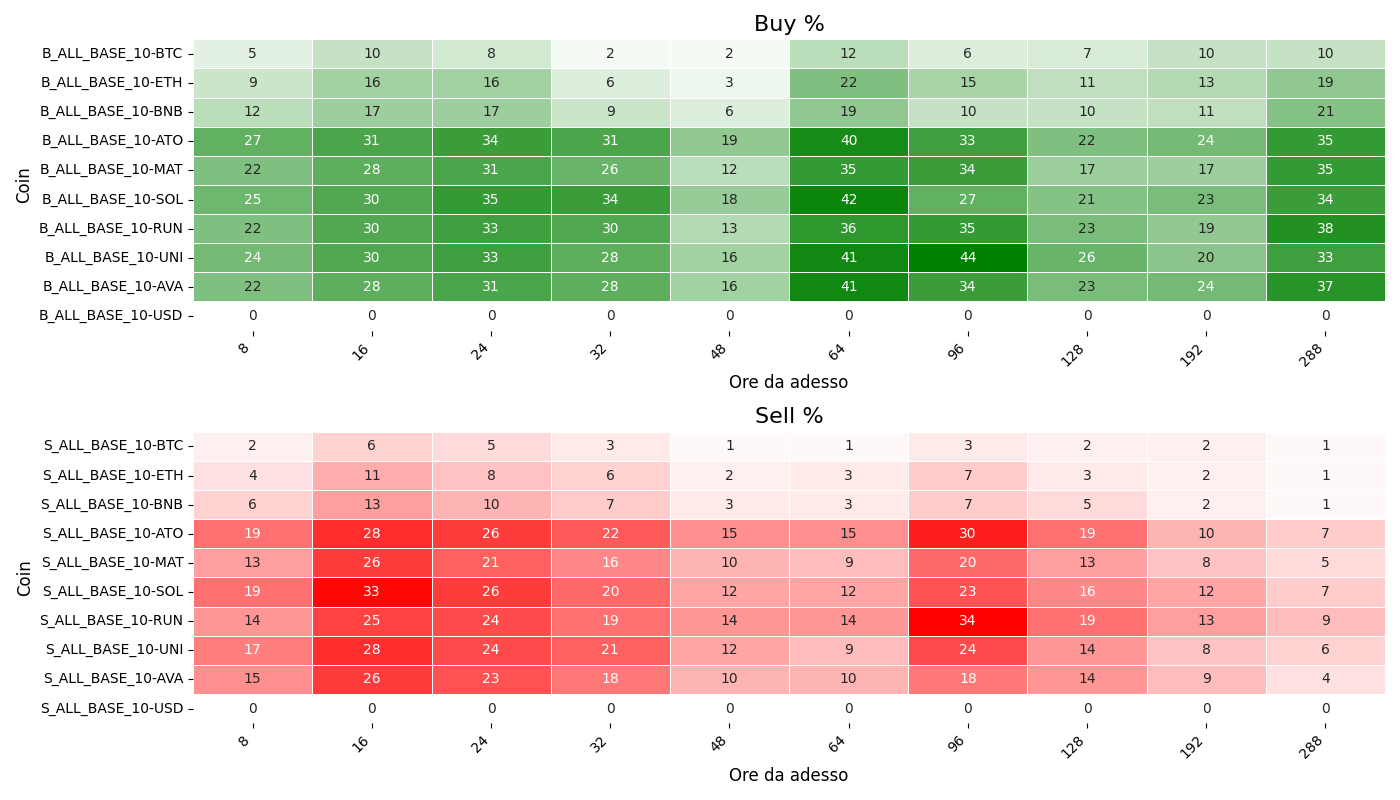 Buy %
Coin
B_ALL_BASE_10-BTC 5 10 8 2 2 12 6 7 10 10
B_ALL_BASE_10-ETH 9 16 16 6 3 22 15 11 13 19
B_ALL_BASE_10-BNB 12 17 17 9 6 19 10 10 11 21
B_ALL_BASE_10-ATO 27 31 34 31 19 40 33 22 24 35
B_ALL_BASE_10-MAT 22 28 31 26 12 35 34 17 17 35
B_ALL_BASE_10-SOL 25 30 35 34 18 42 27 21 23 34
B_ALL_BASE_10-RUN 22 30 33 30 13 36 35 23 19 38
B_ALL_BASE_10-UNI 24 30 33 28 16 41 44 26 20 33
B_ALL_BASE_10-AVA 22 28 31 28 16 41 34 23 24 37
B_ALL_BASE_10-USD 0 0 0 0 0 0 0 0 0 0
8 16 24 32 48 64 96 128 192 288
Ore da adesso
Sell %
Coin
S_ALL_BASE_10-BTC 2 6 5 3 1 1 3 2 2 1
S_ALL_BASE_10-ETH 4 11 8 6 2 3 7 3 2 1
S_ALL_BASE_10-BNB 6 13 10 7 3 3 7 5 2 1
S_ALL_BASE_10-ATO 19 28 26 22 15 15 30 19 10 7
S_ALL_BASE_10-MAT 13 26 21 16 10 9 20 13 8 5
S_ALL_BASE_10-SOL 19 33 26 20 12 12 23 16 12 7
S_ALL_BASE_10-RUN 14 25 24 19 14 14 34 19 13 9
S_ALL_BASE_10-UNI 17 28 24 21 12 9 24 14 8 6
S_ALL_BASE_10-AVA 15 26 23 18 10 10 18 14 9 4
S_ALL_BASE_10-USD 0 0 0 0 0 0 0 0 0 0
8 16 24 32 48 64 96 128 192 288
Ore da adesso